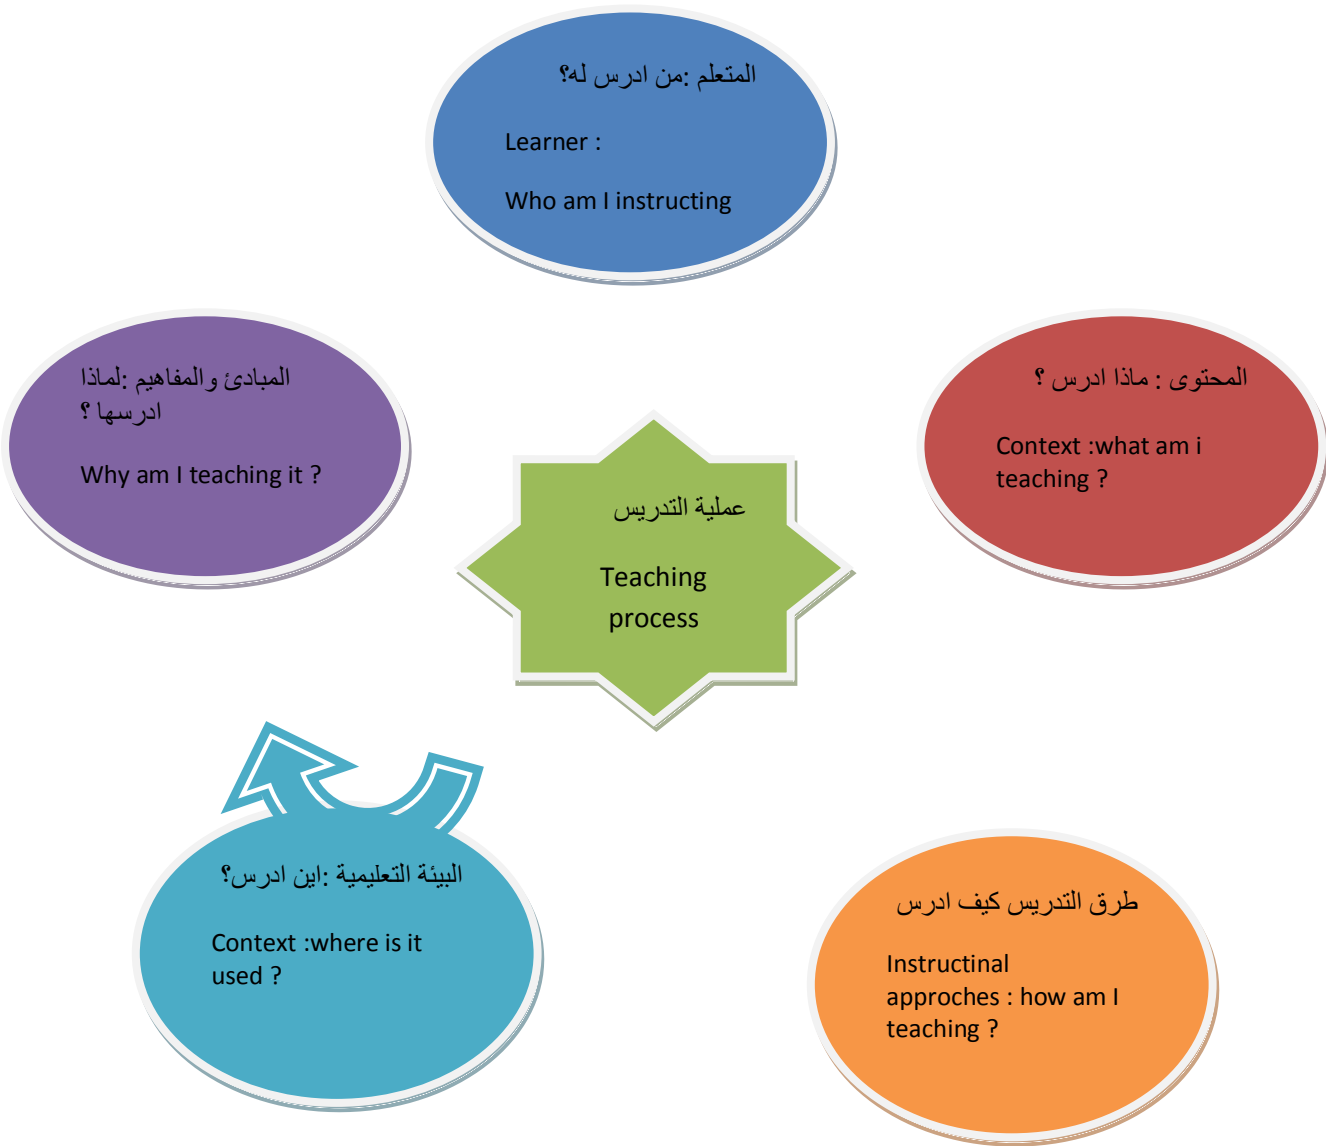 المتعلم :من ادرس له؟
Learner :
Who am I instructing
المبادئ والمفاهيم :لماذا
ادرسها ؟
Why am I teaching it ?
المحتوى : ماذا ادرس ؟
Context :what am i
teaching ?
عملية التدريس
Teaching
process
البيئة التعليمية :اين ادرس؟
Context :where is it
used ?
طرق التدريس كيف ادرس
Instructinal
approches : how am I
teaching ?